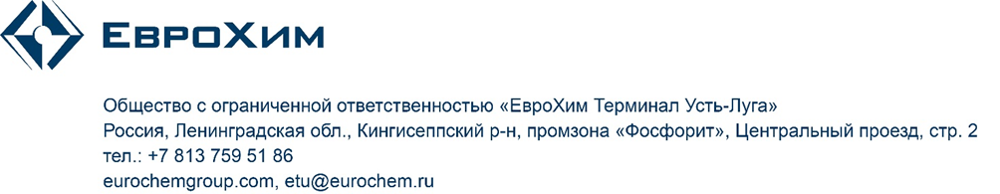 ЕвроХим
Общество с ограниченной ответственностью «ЕвроХим Терминал Усть-Луга»
Россия, Ленинградская обл., Кингисеппский р-н, промзона «Фосфорит», Центральный проезд, стр. 2
тел.: +7 813 759 51 86
eurochemgroup.com, etu@eurochem.ru